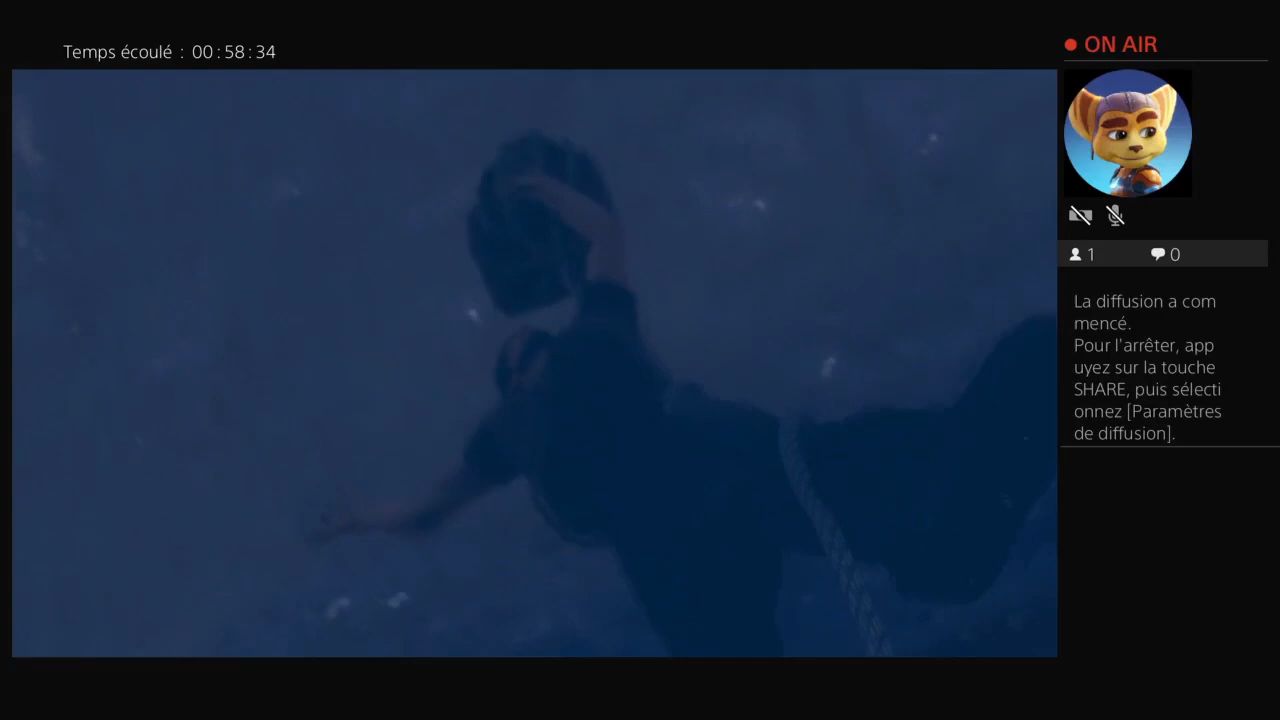 Temps écoulé : 00:58:34
ON AIR
1 0
La diffusion a com
mencé.
Pour l'arrêter, app
uyez sur la touche
SHARE, puis sélecti
onnez [Paramètres
de diffusion].